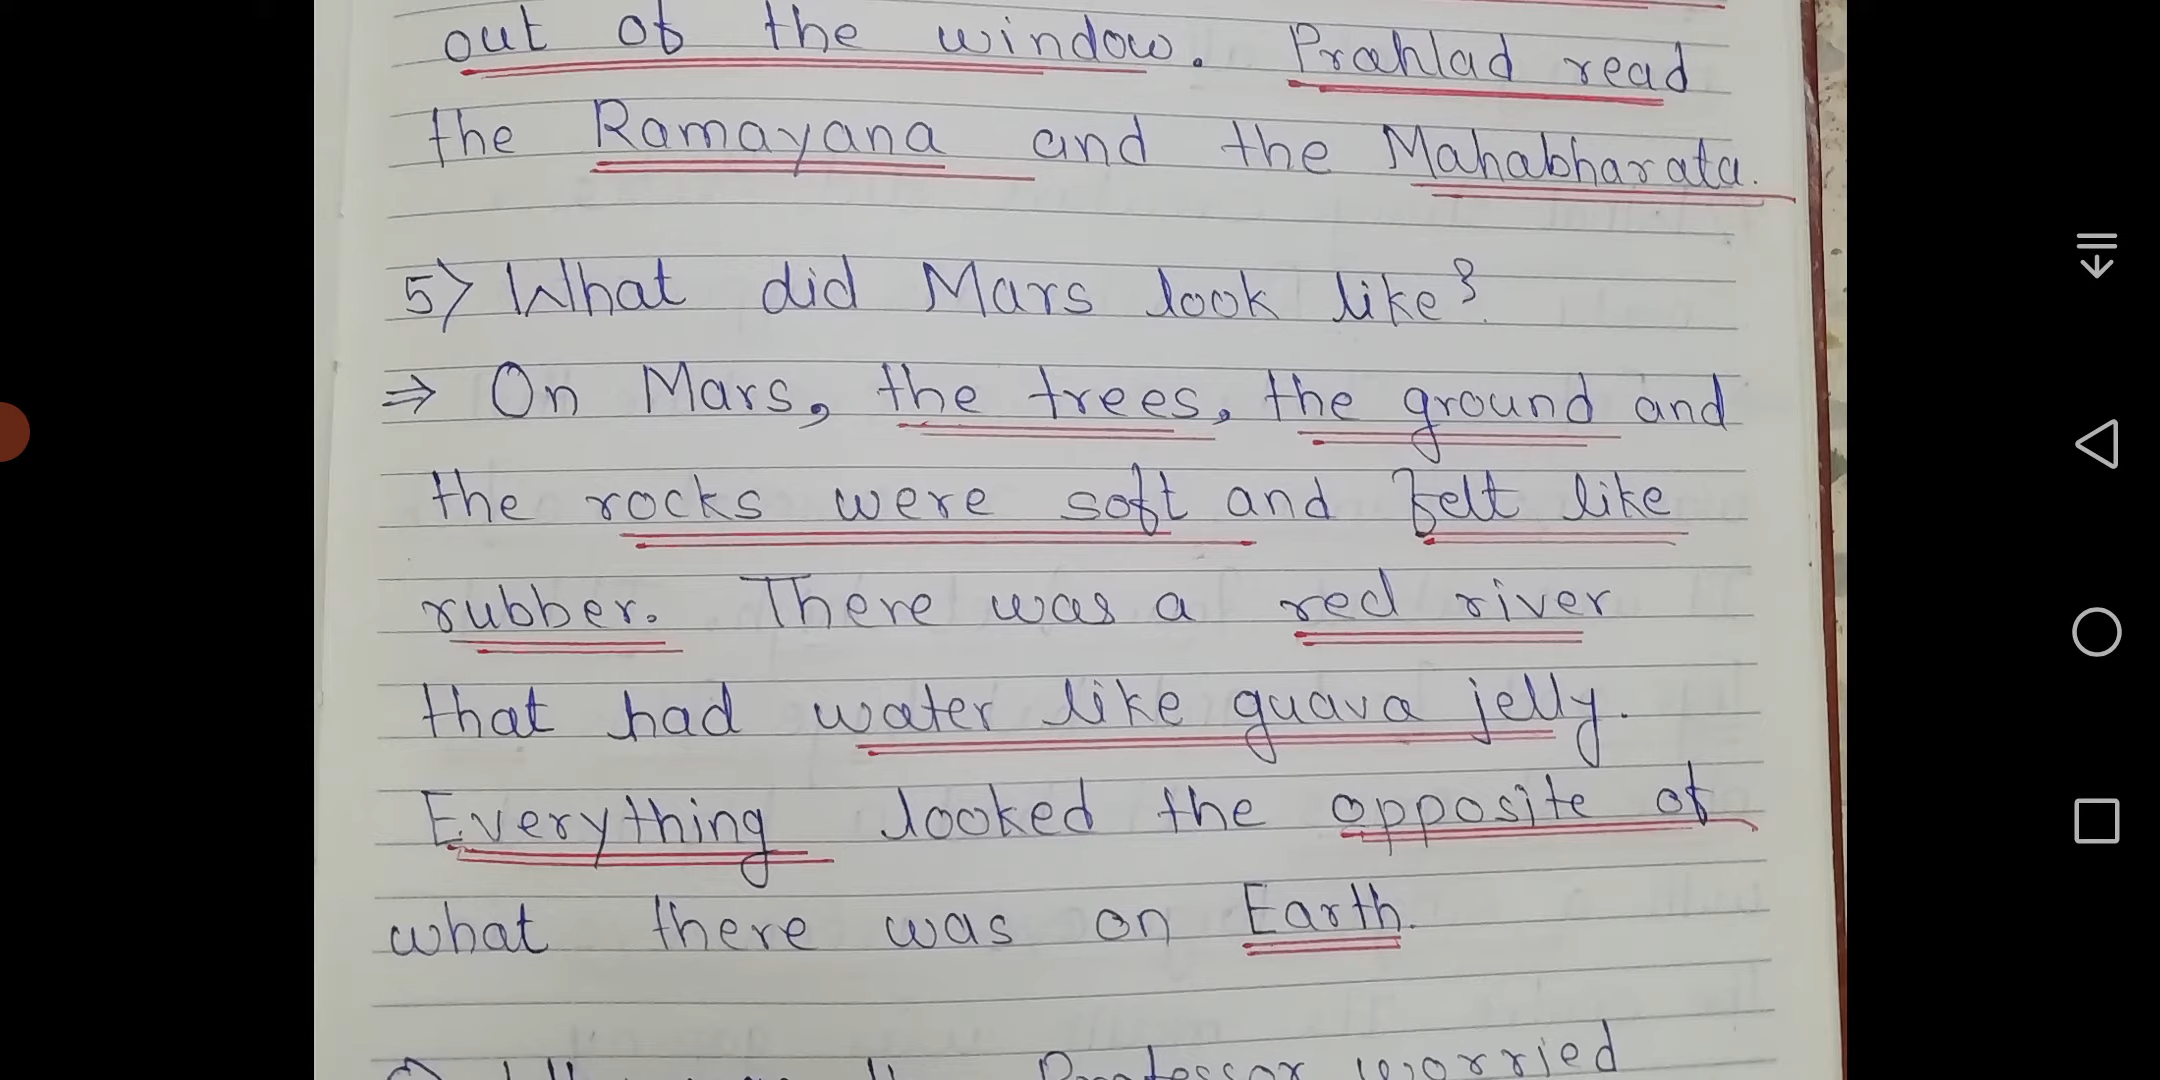 out of the window. Prahlad read
the Ramayana and the Mahabharata.
5) What did Mars look like?
⇒ On Mars, the trees, the ground and
the rocks were soft and felt like
rubber. There was a red river
that had water like guava jelly.
Everything looked the opposite of
what there was on Earth.
Professor worried